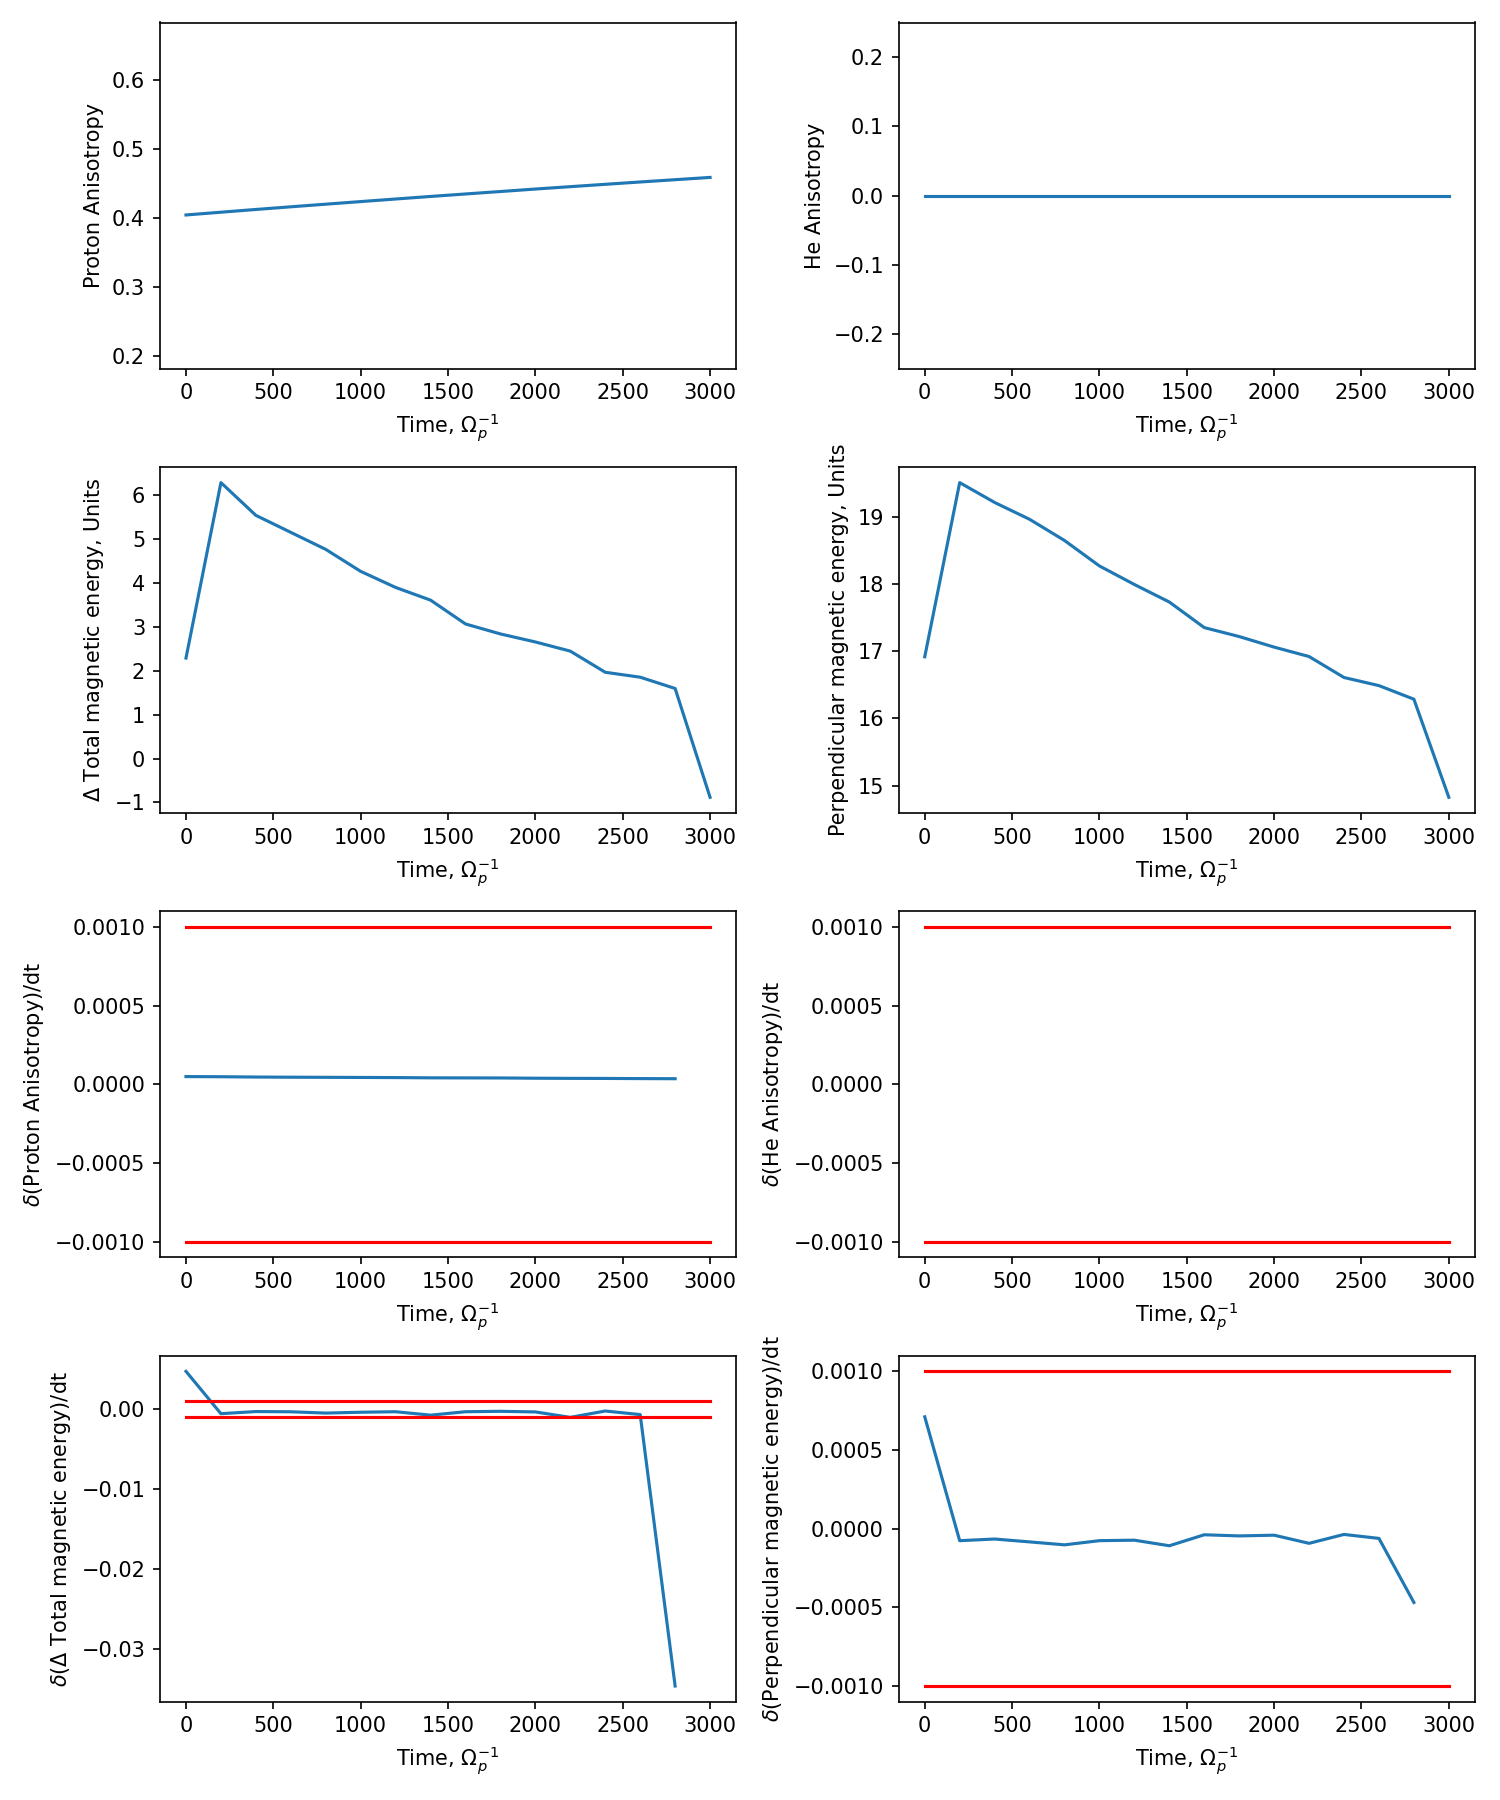 Proton Anisotropy
0.6
0.5
0.4
0.3
0.2
0 500 1000 1500 2000 2500 3000
Time, Ωₚ⁻¹
He Anisotropy
0.2
0.1
0.0
−0.1
−0.2
0 500 1000 1500 2000 2500 3000
Time, Ωₚ⁻¹
Δ Total magnetic energy, Units
6
5
4
3
2
1
0
−1
0 500 1000 1500 2000 2500 3000
Time, Ωₚ⁻¹
Perpendicular magnetic energy, Units
19
18
17
16
15
0 500 1000 1500 2000 2500 3000
Time, Ωₚ⁻¹
δ(Proton Anisotropy)/dt
0.0010
0.0005
0.0000
−0.0005
−0.0010
0 500 1000 1500 2000 2500 3000
Time, Ωₚ⁻¹
δ(He Anisotropy)/dt
0.0010
0.0005
0.0000
−0.0005
−0.0010
0 500 1000 1500 2000 2500 3000
Time, Ωₚ⁻¹
δ(Δ Total magnetic energy)/dt
0.00
−0.01
−0.02
−0.03
0 500 1000 1500 2000 2500 3000
Time, Ωₚ⁻¹
δ(Perpendicular magnetic energy)/dt
0.0010
0.0005
0.0000
−0.0005
−0.0010
0 500 1000 1500 2000 2500 3000
Time, Ωₚ⁻¹